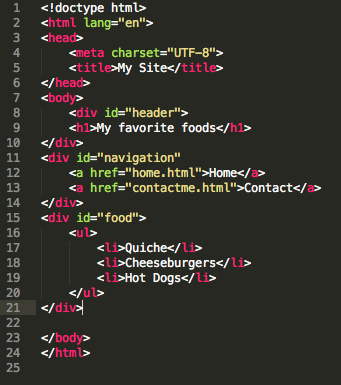 1 <!doctype html>
2 <html lang="en">
3 <head>
4 <meta charset="UTF-8">
5 <title>My Site</title>
6 </head>
7 <body>
8 <div id="header">
9 <h1>My favorite foods</h1>
10 </div>
11 <div id="navigation"
12 <a href="home.html">Home</a>
13 <a href="contactme.html">Contact</a>
14 </div>
15 <div id="food">
16 <ul>
17 <li>Quiche</li>
18 <li>Cheeseburgers</li>
19 <li>Hot Dogs</li>
20 </ul>
21 </div>
22
23 </body>
24 </html>
25